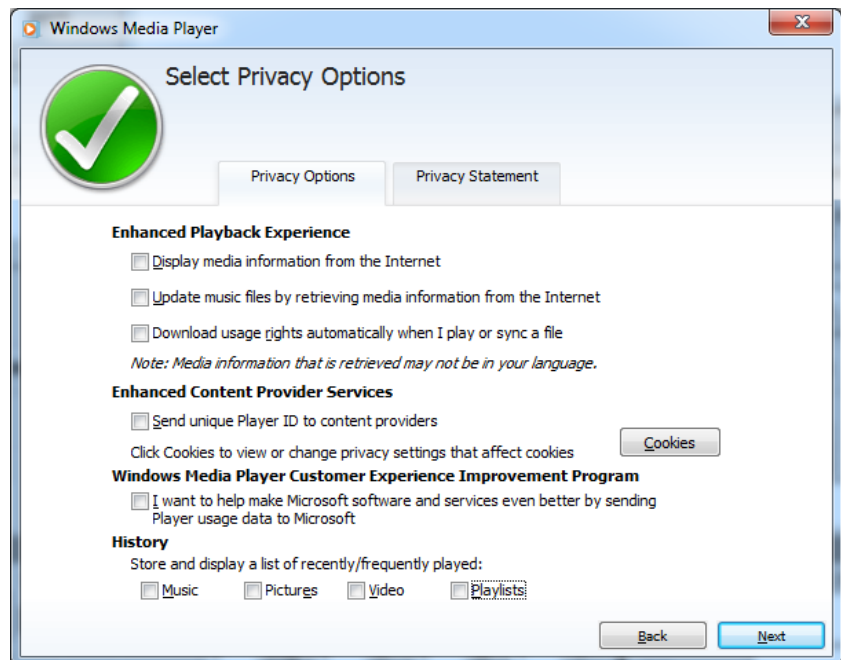 Windows Media Player
Select Privacy Options
Privacy Options
Privacy Statement
Enhanced Playback Experience
Display media information from the Internet
Update music files by retrieving media information from the Internet
Download usage rights automatically when I play or sync a file
Note: Media information that is retrieved may not be in your language.
Enhanced Content Provider Services
Send unique Player ID to content providers
Click Cookies to view or change privacy settings that affect cookies
Cookies
Windows Media Player Customer Experience Improvement Program
I want to help make Microsoft software and services even better by sending
Player usage data to Microsoft
History
Store and display a list of recently/frequently played:
Music Pictures Video Playlists
Back Next